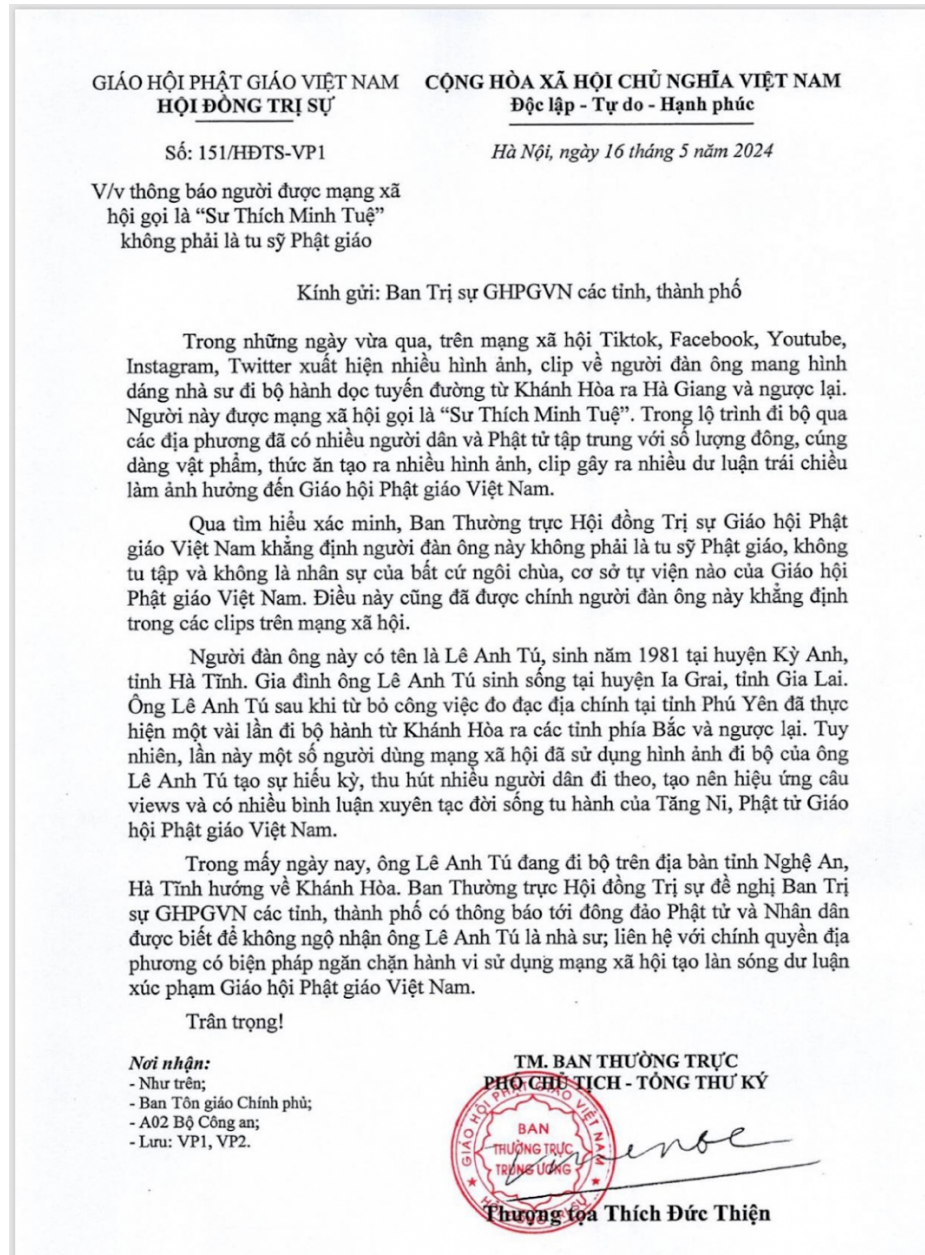 GIÁO HỘI PHẬT GIÁO VIỆT NAM
HỘI ĐỒNG TRỊ SỰ
CỘNG HÒA XÃ HỘI CHỦ NGHĨA VIỆT NAM
Độc lập - Tự do - Hạnh phúc
Số: 151/HĐTS-VP1
Hà Nội, ngày 16 tháng 5 năm 2024
V/v thông báo người được mạng xã
hội gọi là “Sư Thích Minh Tuệ”
không phải là tu sỹ Phật giáo
Kính gửi: Ban Trị sự GHPGVN các tỉnh, thành phố
Trong những ngày vừa qua, trên mạng xã hội Tiktok, Facebook, Youtube,
Instagram, Twitter xuất hiện nhiều hình ảnh, clip về người đàn ông mang hình
dáng nhà sư đi bộ hành dọc tuyến đường từ Khánh Hòa ra Hà Giang và ngược lại.
Người này được mạng xã hội gọi là “Sư Thích Minh Tuệ”. Trong lộ trình đi bộ qua
các địa phương đã có nhiều người dân và Phật tử tập trung với số lượng đông, cúng
dàng vật phẩm, thức ăn tạo ra nhiều hình ảnh, clip gây ra nhiều dư luận trái chiều
làm ảnh hưởng đến Giáo hội Phật giáo Việt Nam.
Qua tìm hiểu xác minh, Ban Thường trực Hội đồng Trị sự Giáo hội Phật
giáo Việt Nam khẳng định người đàn ông này không phải là tu sỹ Phật giáo, không
tu tập và không là nhân sự của bất cứ ngôi chùa, cơ sở tự viện nào của Giáo hội
Phật giáo Việt Nam. Điều này cũng đã được chính người đàn ông này khẳng định
trong các clips trên mạng xã hội.
Người đàn ông này có tên là Lê Anh Tú, sinh năm 1981 tại huyện Kỳ Anh,
tỉnh Hà Tĩnh. Gia đình ông Lê Anh Tú sinh sống tại huyện Ia Grai, tỉnh Gia Lai.
Ông Lê Anh Tú sau khi từ bỏ công việc đo đạc địa chính tại tỉnh Phú Yên đã thực
hiện một vài lần đi bộ hành từ Khánh Hòa ra các tỉnh phía Bắc và ngược lại. Tuy
nhiên, lần này một số người dùng mạng xã hội đã sử dụng hình ảnh đi bộ của ông
Lê Anh Tú tạo sự hiếu kỳ, thu hút nhiều người dân đi theo, tạo nên hiệu ứng câu
views và có nhiều bình luận xuyên tạc đời sống tu hành của Tăng Ni, Phật tử Giáo
hội Phật giáo Việt Nam.
Trong mấy ngày nay, ông Lê Anh Tú đang đi bộ trên địa bàn tỉnh Nghệ An,
Hà Tĩnh hướng về Khánh Hòa. Ban Thường trực Hội đồng Trị sự đề nghị Ban Trị
sự GHPGVN các tỉnh, thành phố có thông báo tới đông đảo Phật tử và Nhân dân
được biết để không ngộ nhận ông Lê Anh Tú là nhà sư; liên hệ với chính quyền địa
phương có biện pháp ngăn chặn hành vi sử dụng mạng xã hội tạo làn sóng dư luận
xúc phạm Giáo hội Phật giáo Việt Nam.
Trân trọng!
Nơi nhận:
- Như trên;
- Ban Tôn giáo Chính phủ;
- A02 Bộ Công an;
- Lưu: VP1, VP2.
TM. BAN THƯỜNG TRỰC
PHÓ CHỦ TỊCH - TỔNG THƯ KÝ
GIÁO HỘI PHẬT GIÁO VIỆT NAM
BAN
THƯỜNG TRỰC
TRUNG ƯƠNG
HỘI ĐỒNG TRỊ SỰ
Thượng tọa Thích Đức Thiện